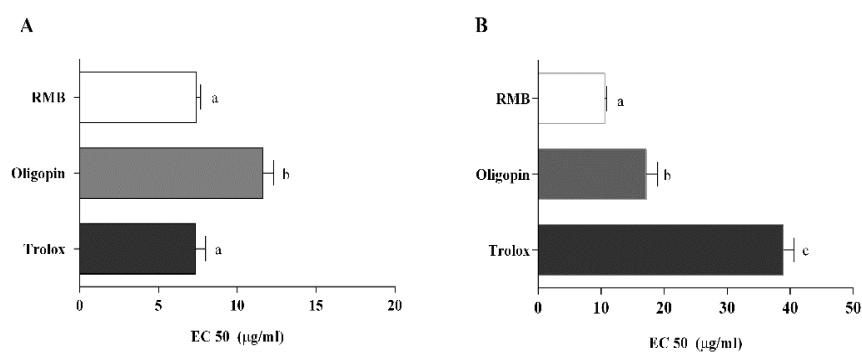 A
RMB
a
Oligopin
b
Trolox
a
0 5 10 15 20
EC 50 (µg/ml)
B
RMB
a
Oligopin
b
Trolox
c
0 10 20 30 40 50
EC 50 (µg/ml)